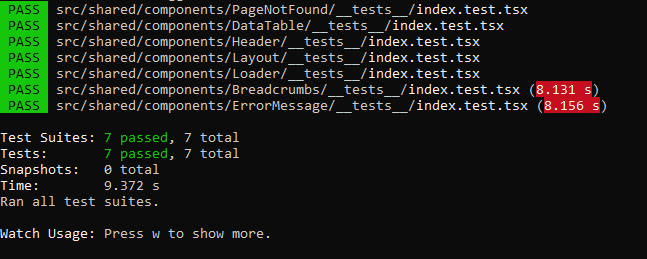 PASS src/shared/components/PageNotFound/__tests__/index.test.tsx
PASS src/shared/components/DataTable/__tests__/index.test.tsx
PASS src/shared/components/Header/__tests__/index.test.tsx
PASS src/shared/components/Layout/__tests__/index.test.tsx
PASS src/shared/components/Loader/__tests__/index.test.tsx
PASS src/shared/components/Breadcrumbs/__tests__/index.test.tsx (8.131 s)
PASS src/shared/components/ErrorMessage/__tests__/index.test.tsx (8.156 s)
Test Suites: 7 passed, 7 total
Tests:       7 passed, 7 total
Snapshots:   0 total
Time:        9.372 s
Ran all test suites.
Watch Usage: Press w to show more.